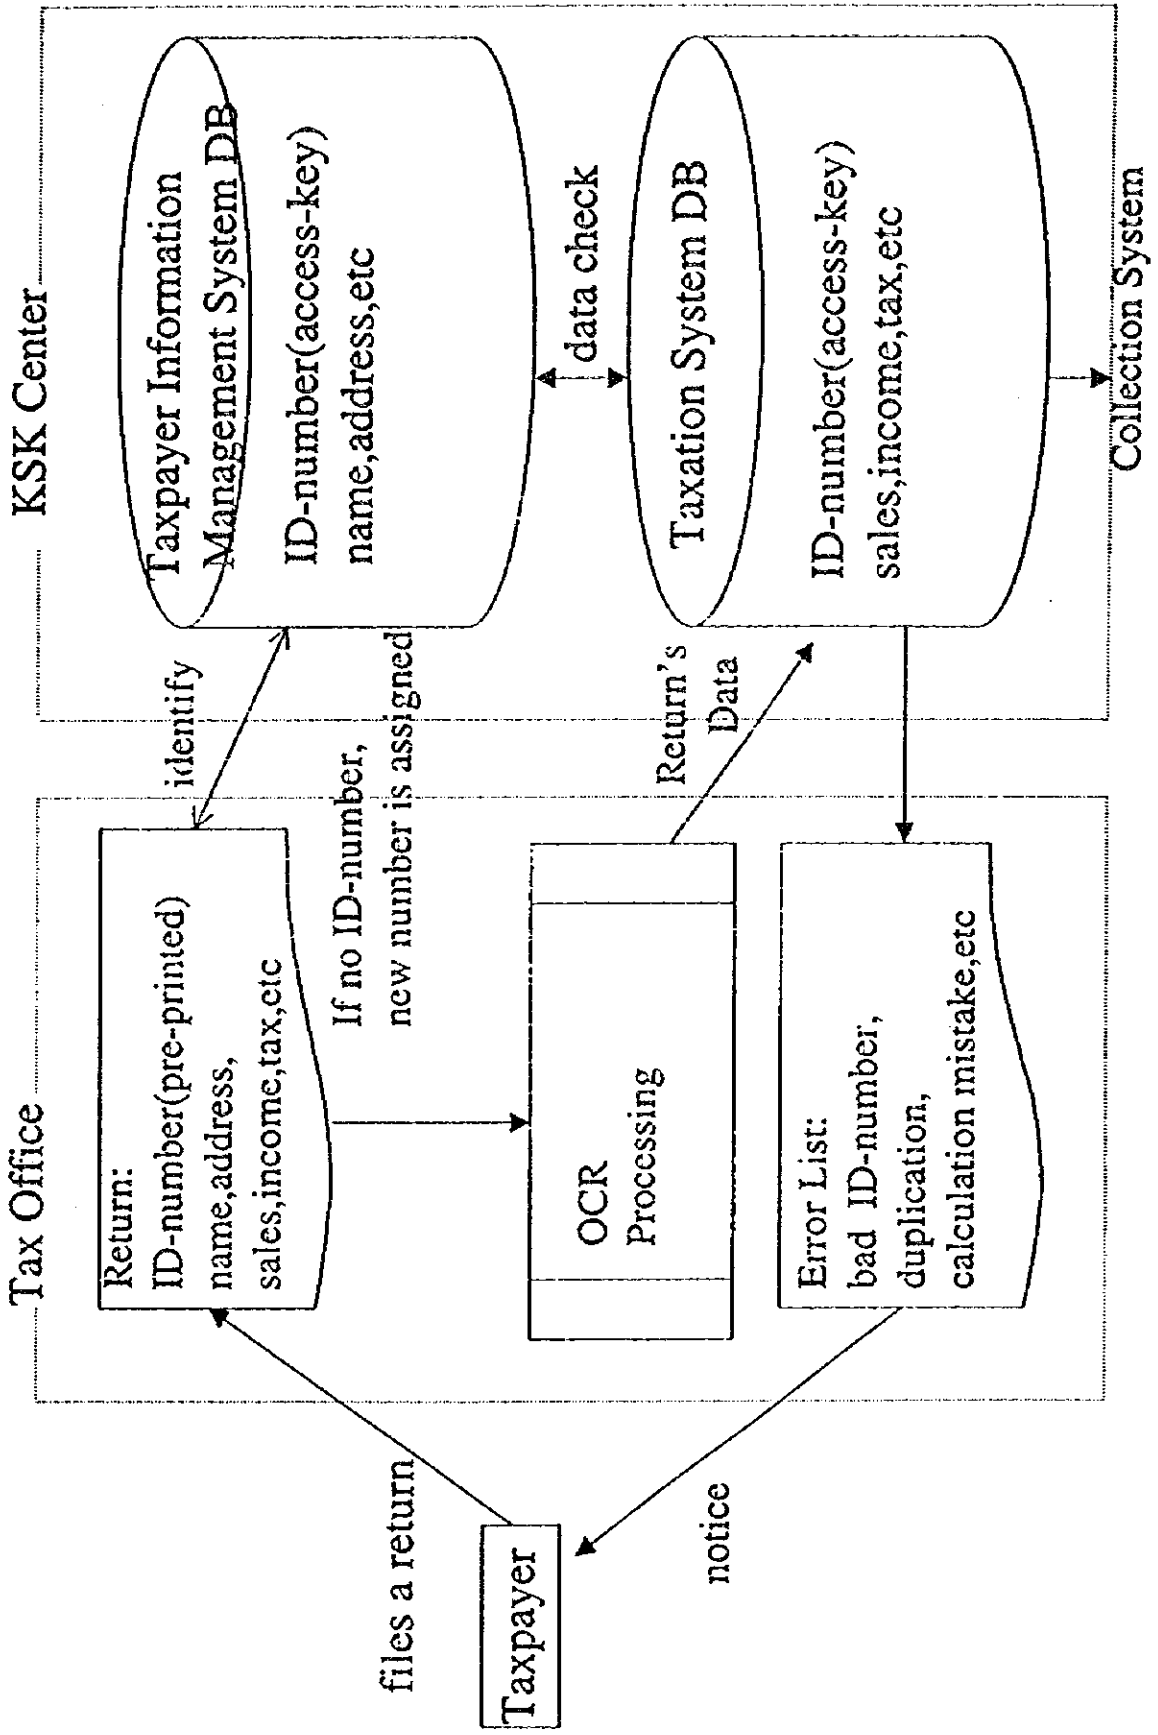 Tax Office
KSK Center
Taxpayer
files a return
notice
Return:
ID-number(pre-printed)
name,address,
sales,income,tax,etc
identify
If no ID-number,
new number is assigned
OCR
Processing
Return's
Data
Error List:
bad ID-number,
duplication,
calculation mistake,etc
Taxpayer Information
Management System DB
ID-number(access-key)
name,address,etc
data check
Taxation System DB
ID-number(access-key)
sales,income,tax,etc
Collection System